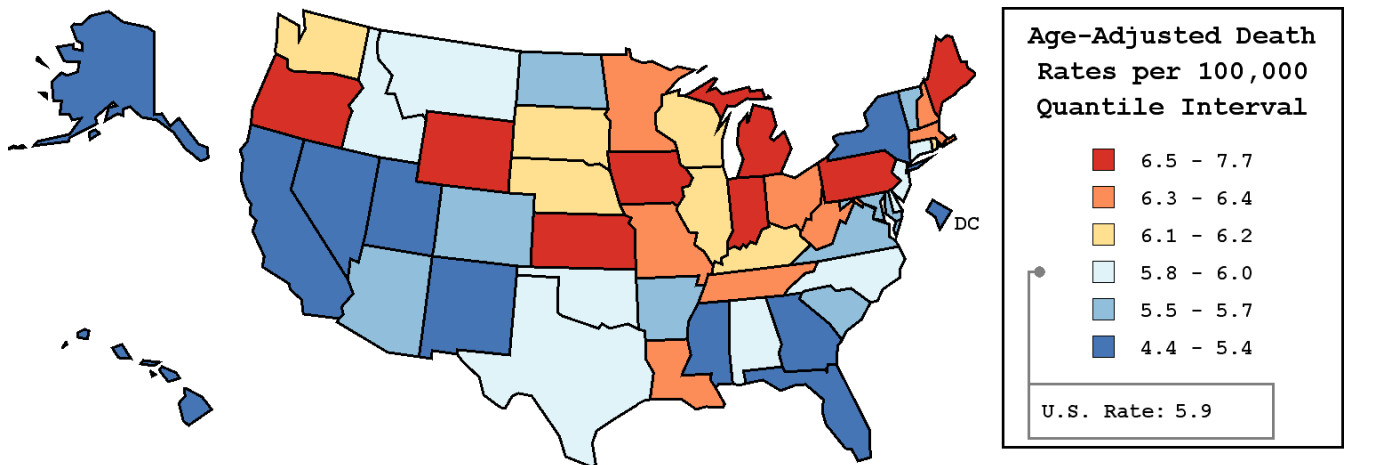 Age-Adjusted Death
Rates per 100,000
Quantile Interval
6.5 - 7.7
6.3 - 6.4
6.1 - 6.2
5.8 - 6.0
5.5 - 5.7
4.4 - 5.4
U.S. Rate: 5.9
DC